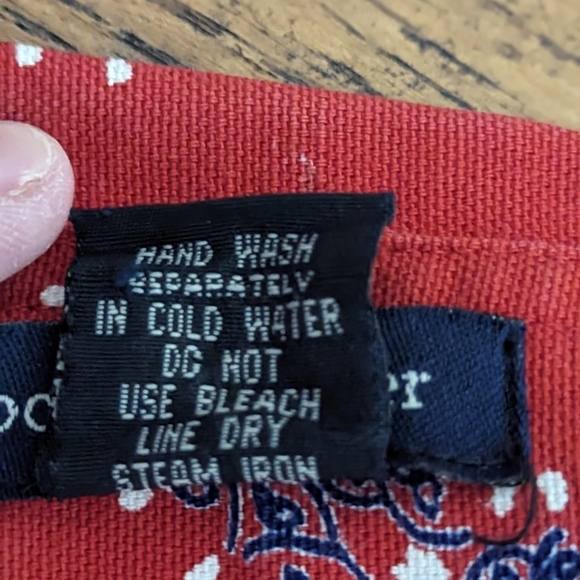 HAND WASH
SEPARATELY
IN COLD WATER
DO NOT
USE BLEACH
LINE DRY
STEAM IRON